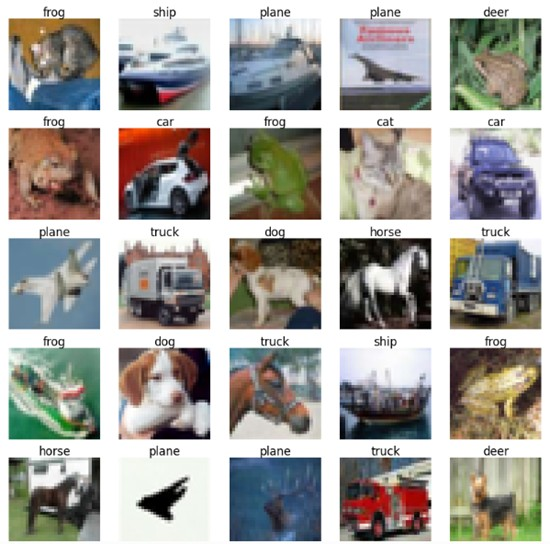 frog ship plane plane deer
frog car frog cat car
plane truck dog horse truck
frog dog truck ship frog
horse plane plane truck deer